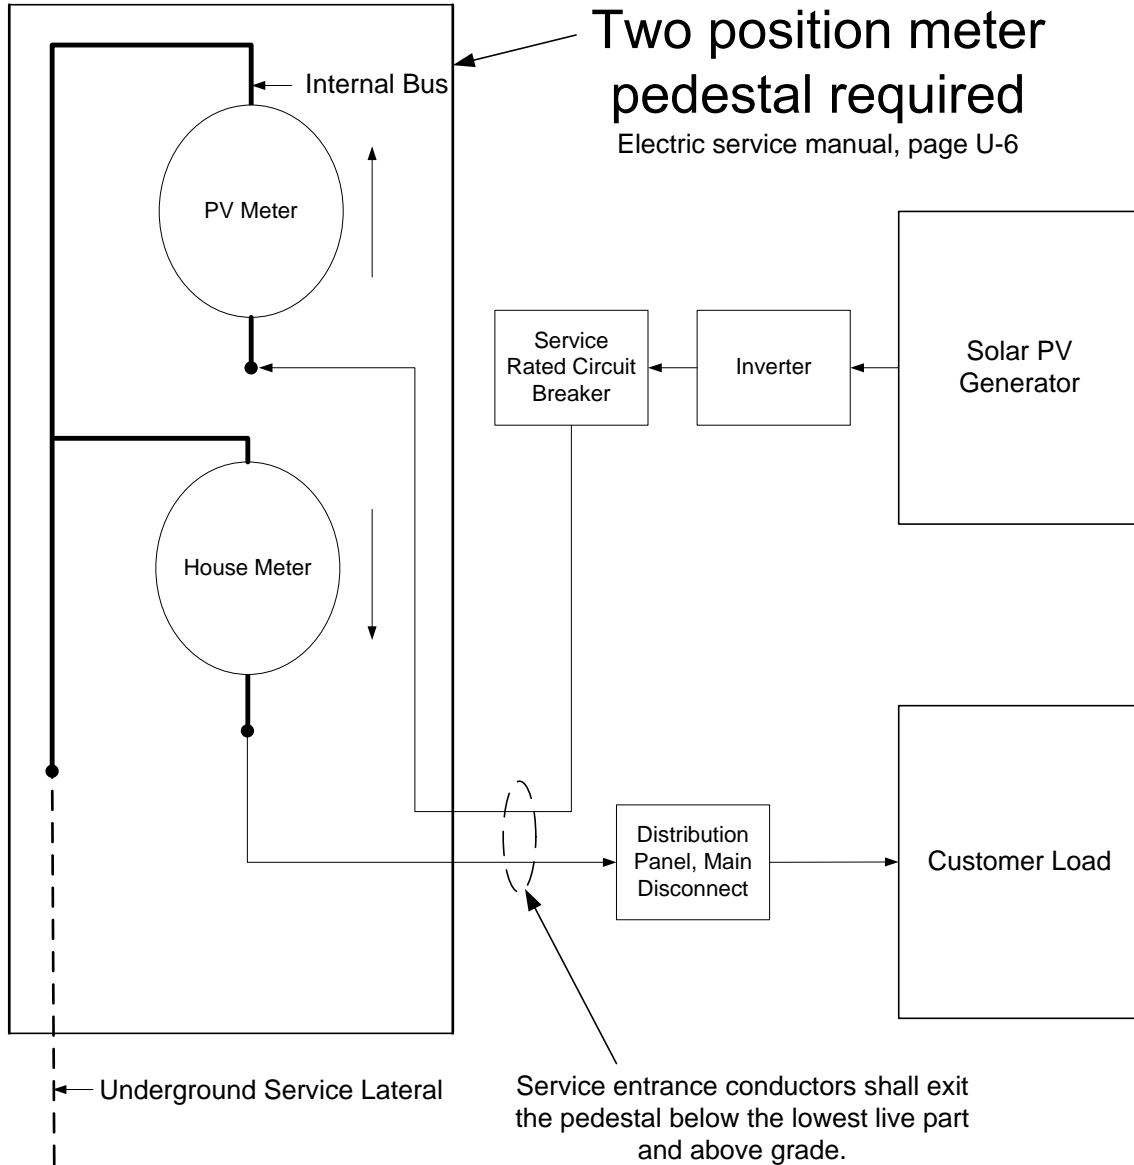 Two position meter
pedestal required
Electric service manual, page U-6
Internal Bus
PV Meter
Service
Rated Circuit
Breaker
Inverter
Solar PV
Generator
House Meter
Distribution
Panel, Main
Disconnect
Customer Load
Underground Service Lateral
Service entrance conductors shall exit
the pedestal below the lowest live part
and above grade.